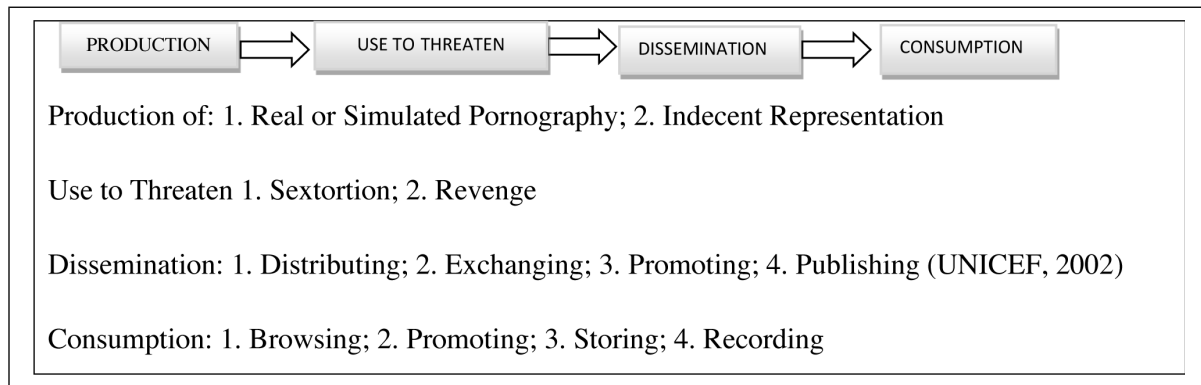 PRODUCTION USE TO THREATEN DISSEMINATION CONSUMPTION
Production of: 1. Real or Simulated Pornography; 2. Indecent Representation
Use to Threaten 1. Sextortion; 2. Revenge
Dissemination: 1. Distributing; 2. Exchanging; 3. Promoting; 4. Publishing (UNICEF, 2002)
Consumption: 1. Browsing; 2. Promoting; 3. Storing; 4. Recording